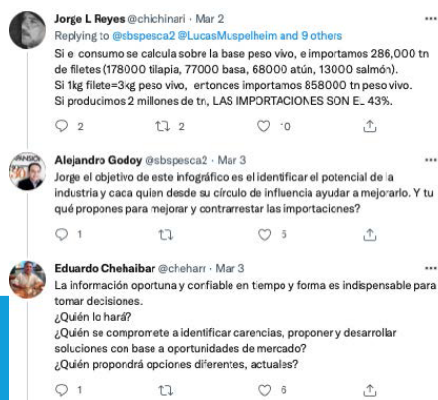 Jorge L Reyes @chichinari · Mar 2
Replying to @sbspesca2 @LucasMuspelheim and 9 others
Si e consumo se calcula sobre la base peso vivo, e importamos 286,000 tn
de filetes (178000 tilapia, 77000 basa, 68000 atún, 13000 salmón).
Si 1kg filete=3kg peso vivo, ertonces importamos 858000 tn peso vivo.
Si producimos 2 millones de tn, LAS IMPORTACIONES SON E_ 43%.
2 2 10
Alejandro Godoy @sbspesca2 · Mar 3
Jorge el objetivo de este infográfico es el identificar el potencial de la
industria y caca quien desde su círculo de influencia ayudar a mejorarlo. Y tu
qué propones para mejorar y contrarrestar las importaciones?
1 5
Eduardo Chehaibar @cheharr · Mar 3
La información oportuna y confiable en tiempo y forma es indispensable para
tomar decisiones.
¿Quién lo hará?
¿Quién se compromete a identificar carencias, proponer y desarrollar
soluciones con base a oportunidades de mercado?
¿Quién propondrá opciones diferentes, actuales?
1 6